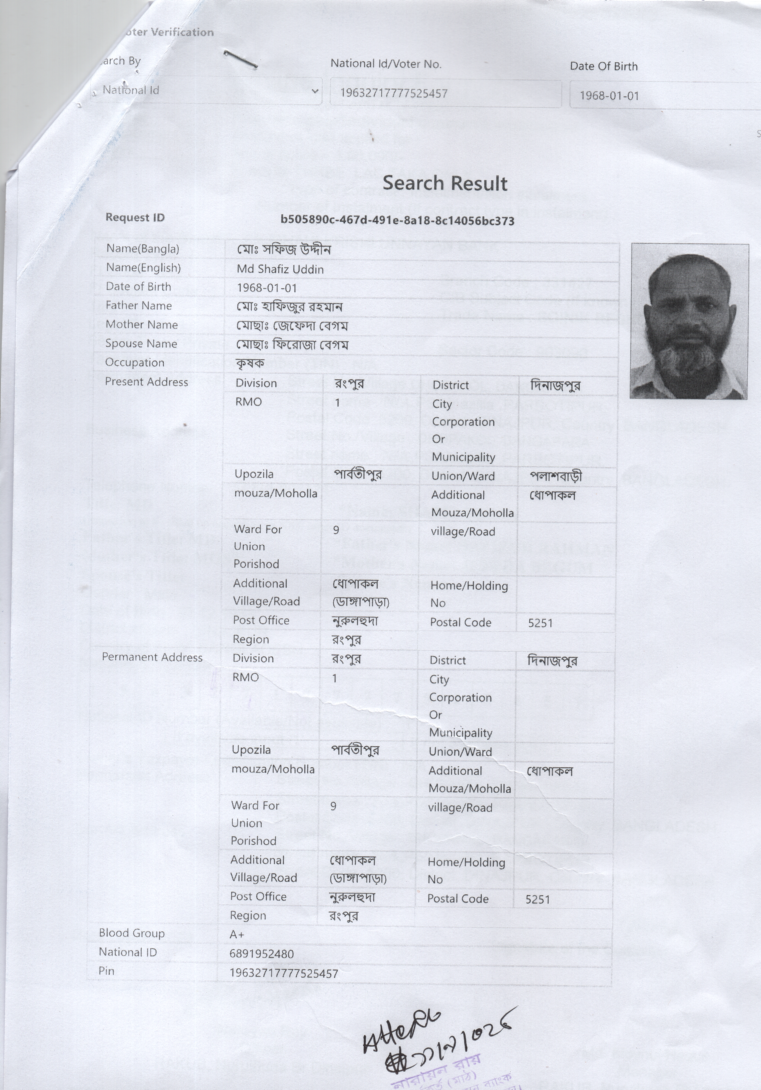 oter Verification
arch By National Id/Voter No. Date Of Birth
National Id 19632717777525457 1968-01-01
Search Result
Request ID b505890c-467d-491e-8a18-8c14056bc373
Name(Bangla) মোঃ সফিজ উদ্দীন
Name(English) Md Shafiz Uddin
Date of Birth 1968-01-01
Father Name মোঃ হাফিজুর রহমান
Mother Name মোছাঃ জেফেদা বেগম
Spouse Name মোছাঃ ফিরোজা বেগম
Occupation কৃষক
Present Address Division রংপুর District দিনাজপুর
RMO 1 City
Corporation
Or
Municipality
Upozila পার্বতীপুর Union/Ward পলাশবাড়ী
mouza/Moholla Additional ধোপাকল
Mouza/Moholla
Ward For 9 village/Road
Union
Porishod
Additional ধোপাকল Home/Holding
Village/Road (ডাঙ্গাপাড়া) No
Post Office নুরুলহুদা Postal Code 5251
Region রংপুর
Permanent Address Division রংপুর District দিনাজপুর
RMO 1 City
Corporation
Or
Municipality
Upozila পার্বতীপুর Union/Ward
mouza/Moholla Additional ধোপাকল
Mouza/Moholla
Ward For 9 village/Road
Union
Porishod
Additional ধোপাকল Home/Holding
Village/Road (ডাঙ্গাপাড়া) No
Post Office নুরুলহুদা Postal Code 5251
Region রংপুর
Blood Group A+
National ID 6891952480
Pin 19632717777525457
নারায়ন রায়